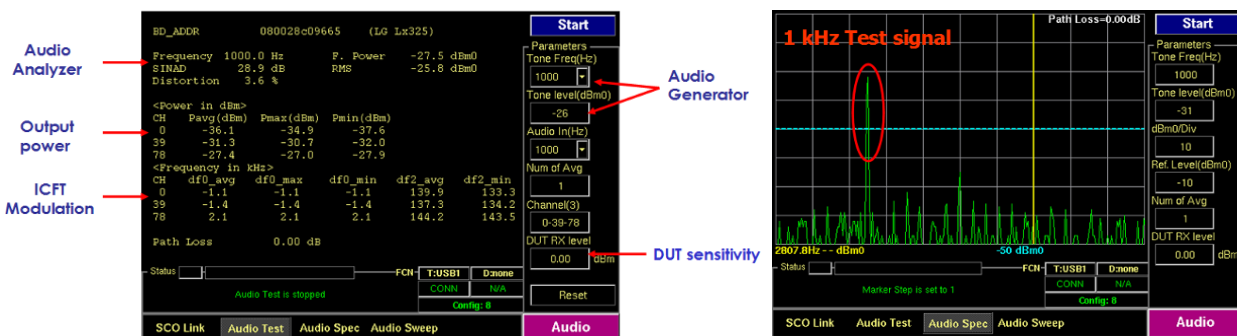 Audio
Analyzer
Output
power
ICFT
Modulation
BD_ADDR 080028c09665 (LG Lx325)
Frequency 1000.0 Hz F. Power -27.5 dBm0
SINAD 28.9 dB RMS -25.8 dBm0
Distortion 3.6 %
<Power in dBm>
CH Pavg(dBm) Pmax(dBm) Pmin(dBm)
0 -36.1 -34.9 -37.6
39 -31.3 -30.7 -32.0
78 -27.4 -27.0 -27.9
<Frequency in kHz>
CH df0_avg df0_max df0_min df2_avg df2_min
0 -1.1 -1.1 -1.1 139.9 133.3
39 -1.4 -1.4 -1.4 137.3 134.2
78 2.1 2.1 2.1 144.2 143.5
Path Loss 0.00 dB
Status
Audio Test is stopped
FCN
T:USB1 D:none
CONN N/A
Config: 8
SCO Link Audio Test Audio Spec Audio Sweep
Start
Parameters
Tone Freq(Hz)
1000
Tone level(dBm0)
-26
Audio In(Hz)
1000
Num of Avg
1
Channel(3)
0-39-78
DUT RX level
0.00 dBm
Reset
Audio
Audio
Generator
DUT sensitivity
Path Loss=0.00dB
1 kHz Test signal
2807.8Hz - - dBm0 -50 dBm0
Status
Marker Step is set to 1
FCN
T:USB1 D:none
CONN N/A
Config: 8
SCO Link Audio Test Audio Spec Audio Sweep
Start
Parameters
Tone Freq(Hz)
1000
Tone level(dBm0)
-31
dBm0/Div
10
Ref. Level(dBm0)
-10
Num of Avg
1
DUT RX level
0.00 dBm
Audio